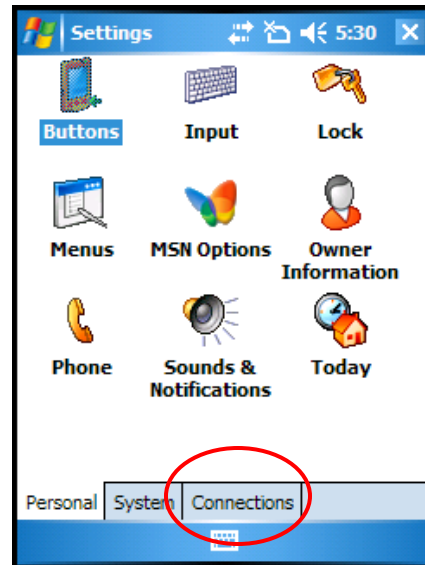 Settings 5:30
Buttons Input Lock
Menus MSN Options Owner
Information
Phone Sounds & Today
Notifications
Personal System Connections